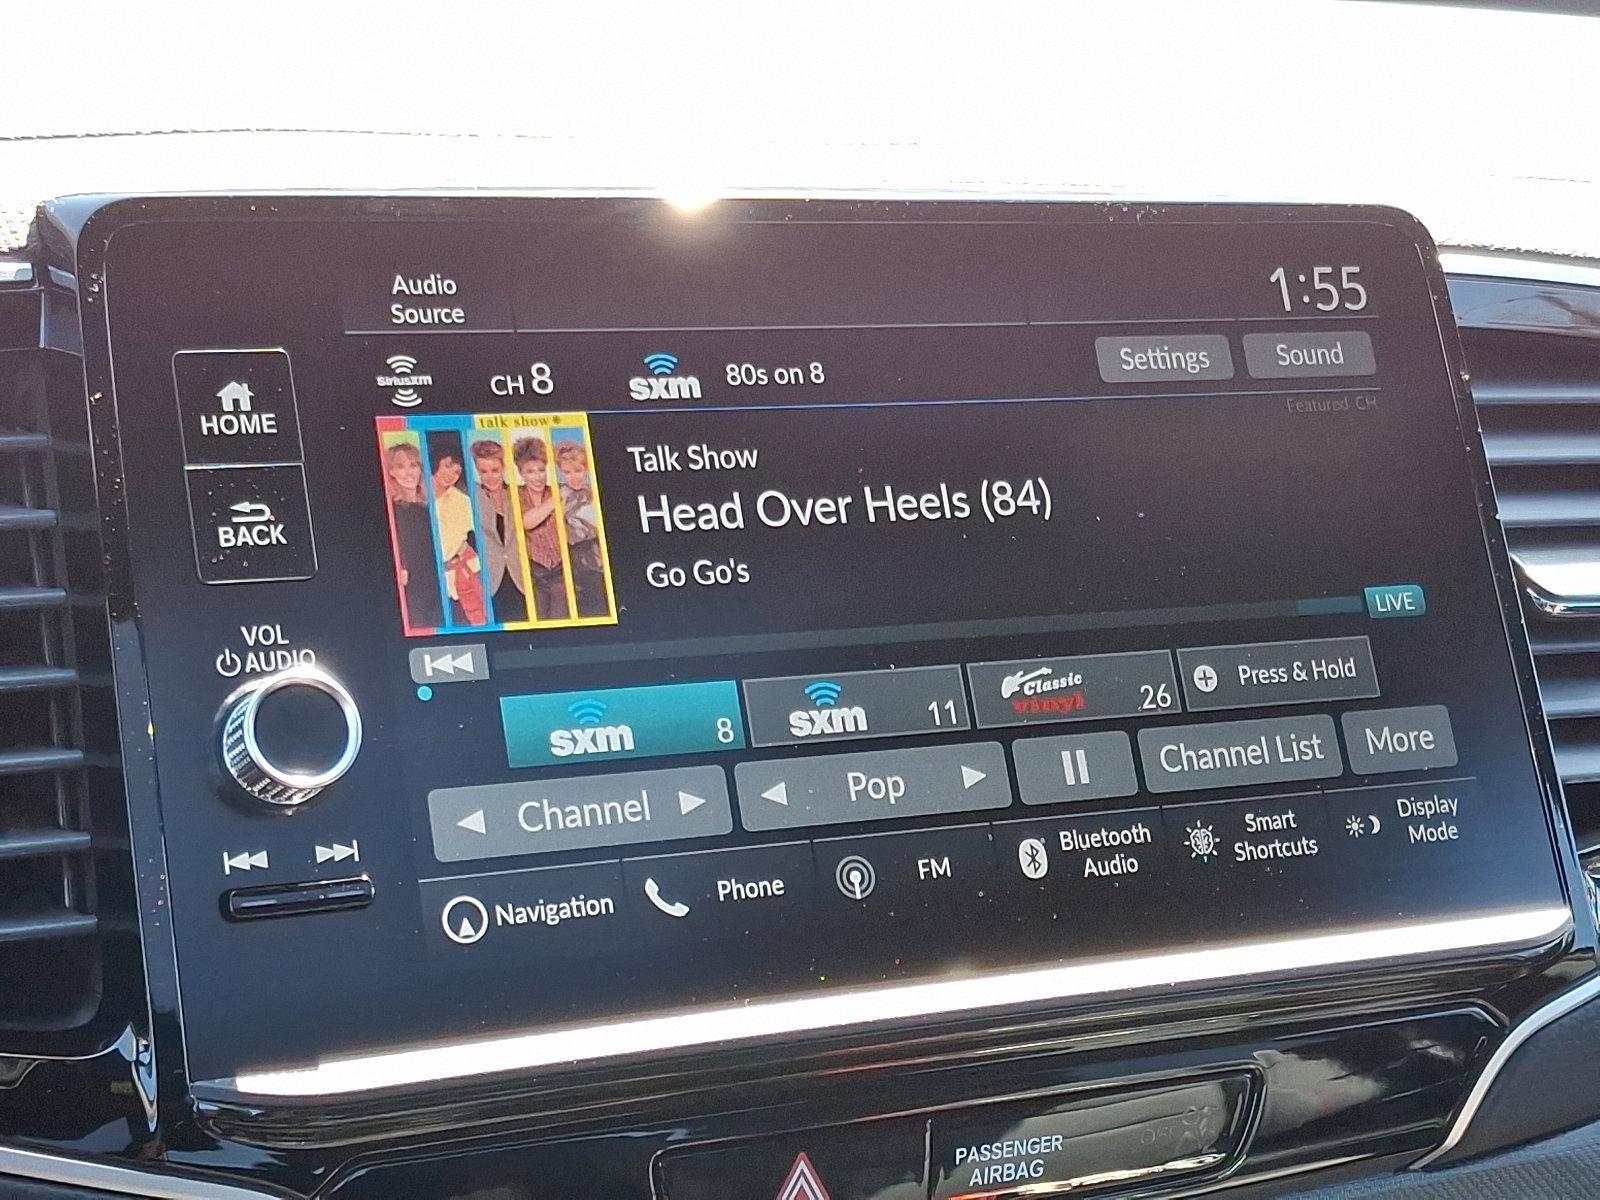 Audio
Source
1:55
HOME
BACK
VOL
AUDIO
SiriusXM
CH 8
sxm
80s on 8
Settings
Sound
Featured CH
talk show
Talk Show
Head Over Heels (84)
Go Go's
LIVE
sxm 8
sxm 11
Classic
vinyl 26
Press & Hold
Channel
Pop
Channel List
More
Navigation
Phone
FM
Bluetooth
Audio
Smart
Shortcuts
Display
Mode
PASSENGER
AIRBAG
OFF